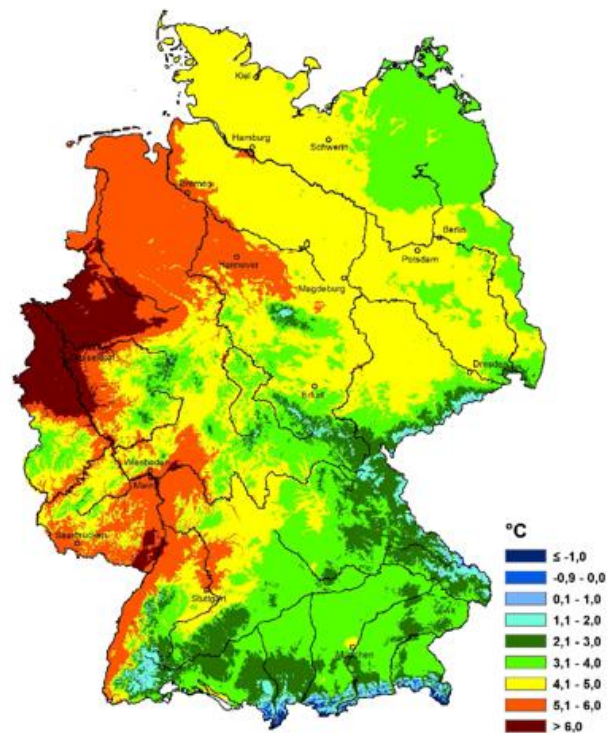 Kiel
Hamburg
Schwerin
Bremen
Berlin
Hannover
Potsdam
Magdeburg
Düsseldorf
Dresden
Erfurt
Wiesbaden
Mainz
Saarbrücken
Stuttgart
München
°C
≤ -1,0
-0,9 - 0,0
0,1 - 1,0
1,1 - 2,0
2,1 - 3,0
3,1 - 4,0
4,1 - 5,0
5,1 - 6,0
> 6,0